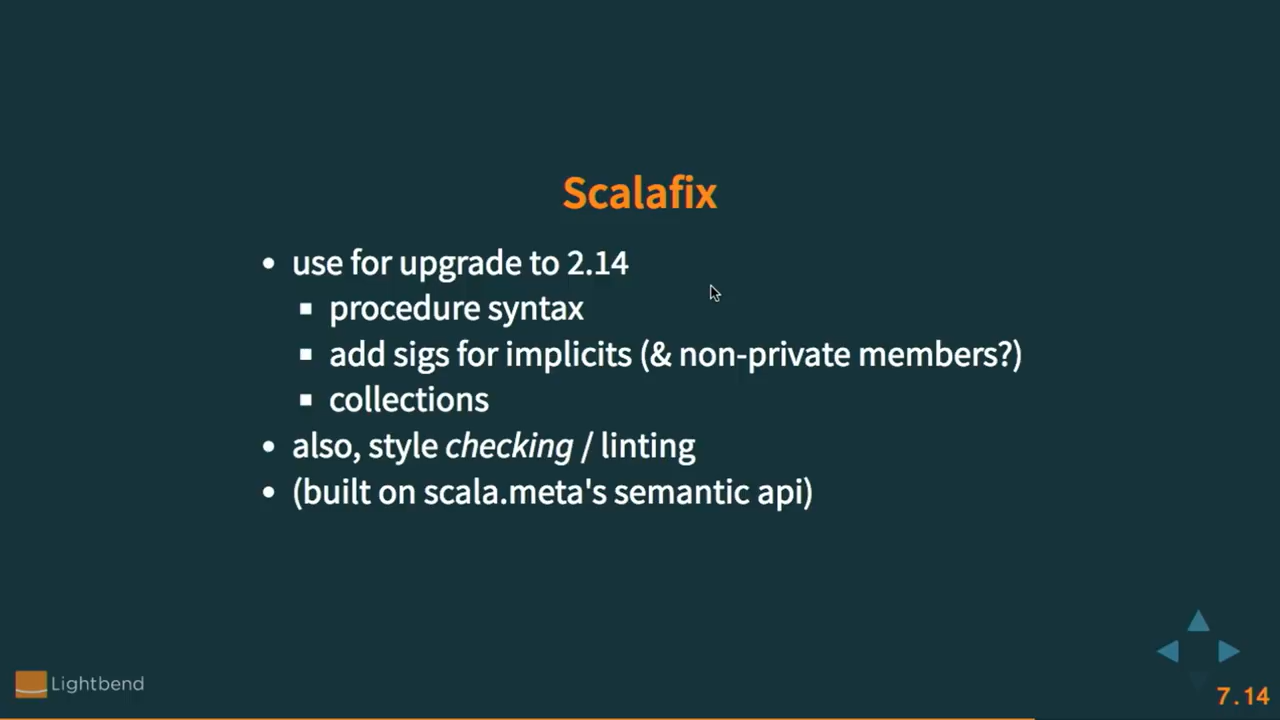 Scalafix
• use for upgrade to 2.14
▪ procedure syntax
▪ add sigs for implicits (& non-private members?)
▪ collections
• also, style checking / linting
• (built on scala.meta's semantic api)
Lightbend
7.14